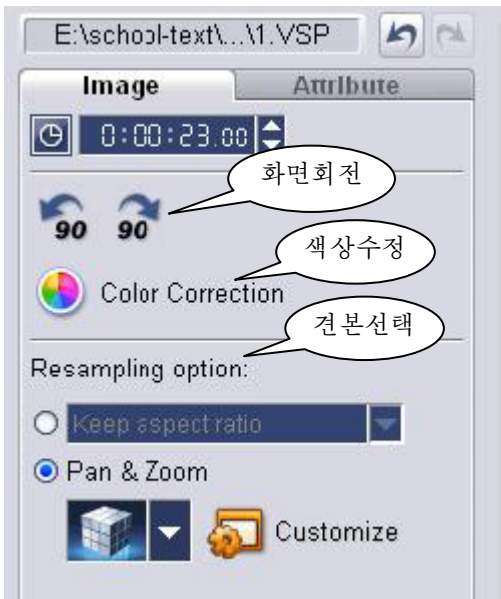 E:\school-text\...\1.VSP
Image Attribute
0:00:23.00
화면회전
90 90
색상수정
Color Correction
견본선택
Resampling option:
Keep aspect ratio
Pan & Zoom
Customize